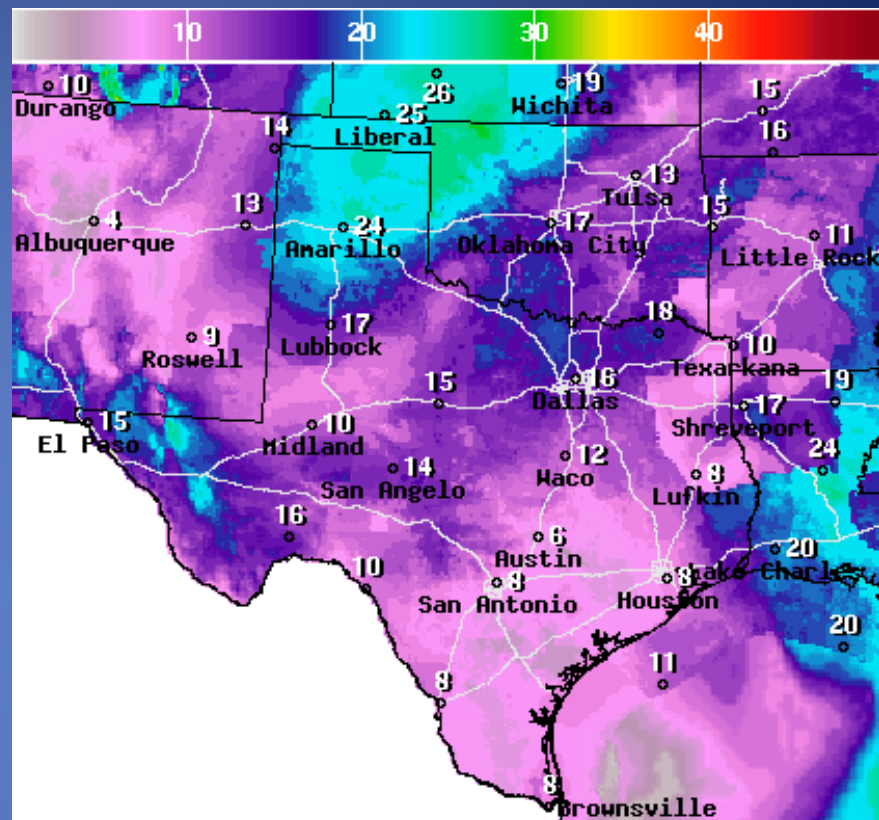 10 20 30 40
26
10 19
Durango Wichita
15
25
Liberal
14 16
13
Tulsa
4 13 24 17 15 11
Albuquerque Amarillo Oklahoma City Little Rock
9 17 18
Roswell Lubbock 10
Texarkana
16
Dallas
15 19
15 10 17
El Paso Midland Shreveport
12
14 Waco 24
San Angelo 8
Lufkin
16 6 20
Austin
10 8 8 Lake Charles
San Antonio Houston
20
11
8
8
Brownsville